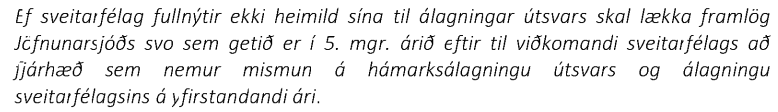 Ef sveitarfélag fullnýtir ekki heimild sína til álagningar útsvars skal lækka framlög
Jöfnunarsjóðs svo sem getið er í 5. mgr. árið eftir til viðkomandi sveitarfélags að
fjárhæð sem nemur mismun á hámarksálagningu útsvars og álagningu
sveitarfélagsins á yfirstandandi ári.